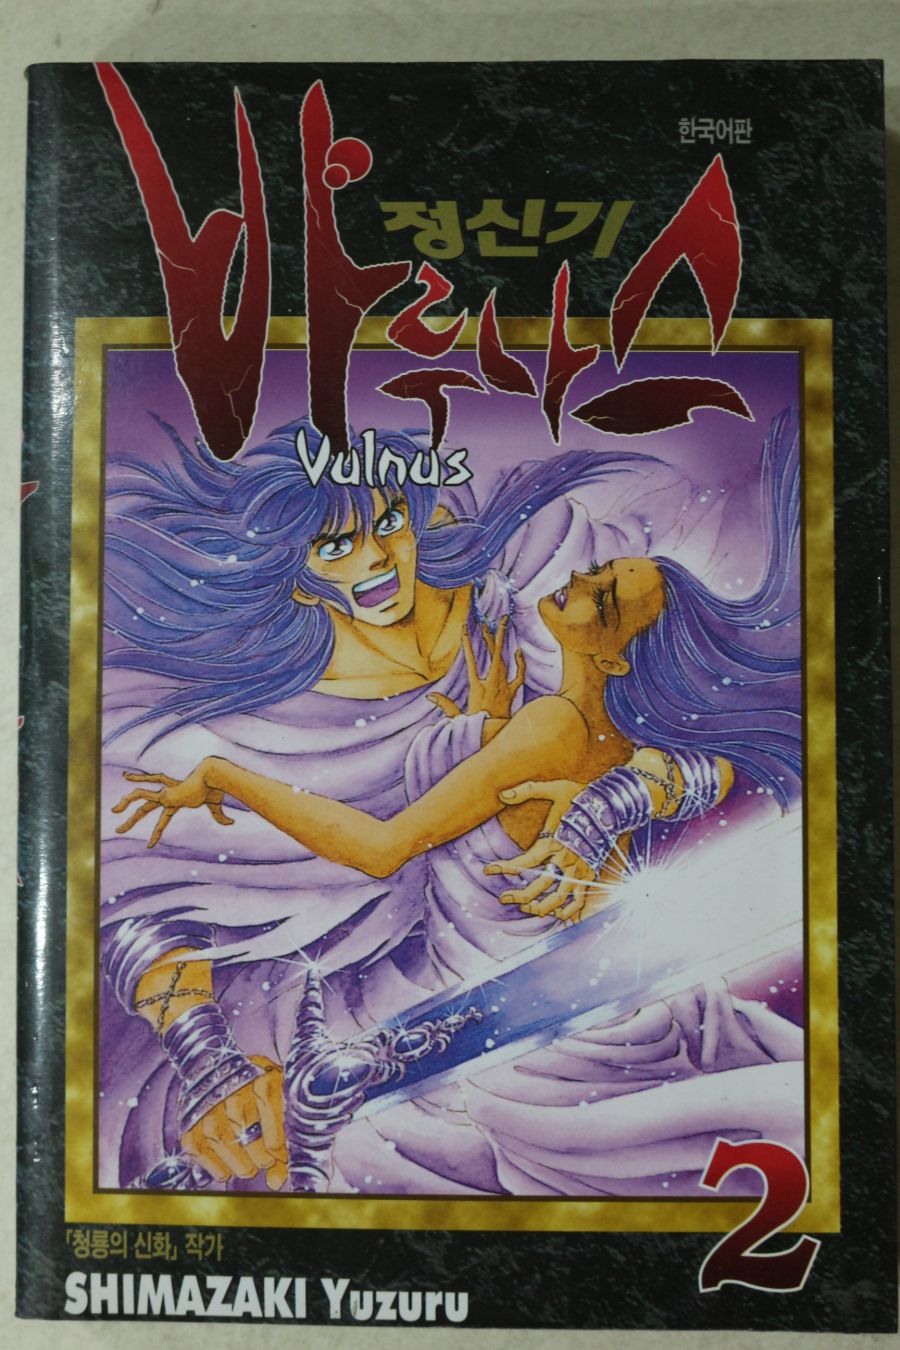 한국어판
정신기
바루나스
Vulnus
2
「청룡의 신화」 작가
SHIMAZAKI Yuzuru